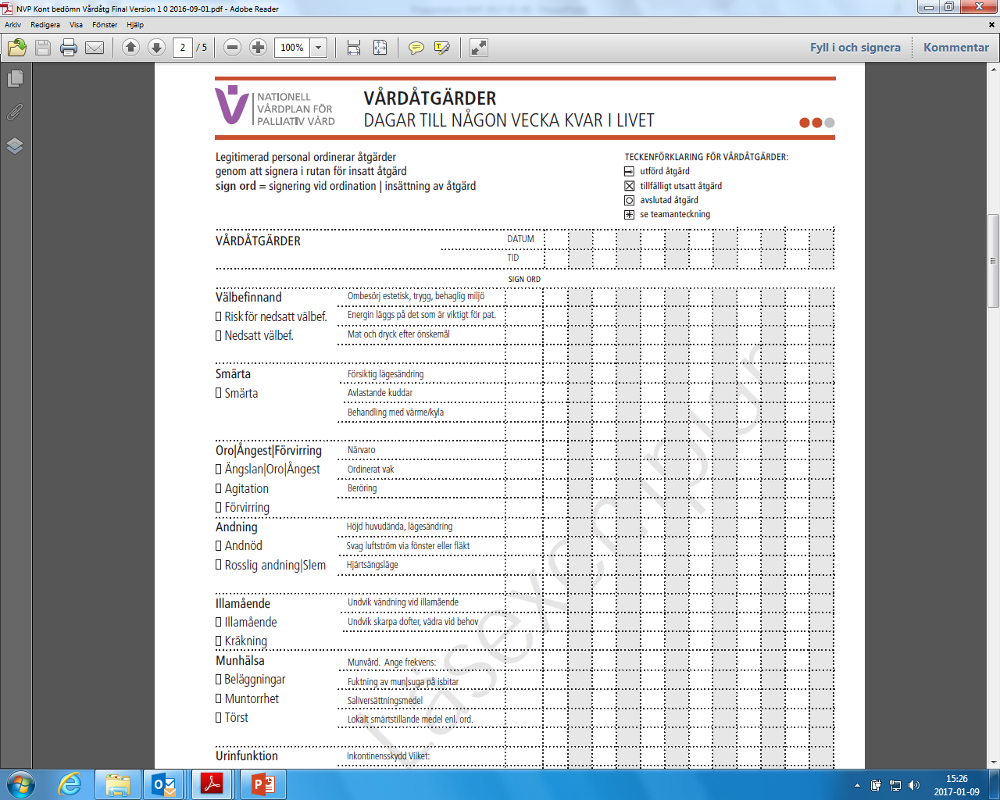 NVP Kont bedömn Vårdåtg Final Version 1 0 2016-09-01.pdf - Adobe Reader
Arkiv Redigera Visa Fönster Hjälp
2 / 5 100% Fyll i och signera Kommentar
NATIONELL
VÅRDPLAN FÖR
PALLIATIV VÅRD
VÅRDÅTGÄRDER
DAGAR TILL NÅGON VECKA KVAR I LIVET
Legitimerad personal ordinerar åtgärder
genom att signera i rutan för insatt åtgärd
sign ord = signering vid ordination | insättning av åtgärd
TECKENFÖRKLARING FÖR VÅRDÅTGÄRDER:
utförd åtgärd
tillfälligt utsatt åtgärd
avslutad åtgärd
se teamanteckning
VÅRDÅTGÄRDER DATUM
TID
SIGN ORD
Välbefinnand Ombesörj estetisk, trygg, behaglig miljö
Risk för nedsatt välbef. Energin läggs på det som är viktigt för pat.
Nedsatt välbef. Mat och dryck efter önskemål
Smärta Försiktig lägesändring
Smärta Avlastande kuddar
Behandling med värme/kyla
Oro|Ångest|Förvirring Närvaro
Ängslan|Oro|Ångest Ordinerat vak
Agitation Beröring
Förvirring
Andning Höjd huvudända, lägesändring
Andnöd Svag luftström via fönster eller fläkt
Rosslig andning|Slem Hjärtsängsläge
Illamående Undvik vändning vid illamående
Illamående Undvik skarpa dofter, vädra vid behov
Kräkning
Munhälsa Munvård. Ange frekvens:
Beläggningar Fuktning av mun|suga på isbitar
Muntorrhet Saliversättningsmedel
Törst Lokalt smärtstillande medel enl. ord.
Urinfunktion Inkontinensskydd Vilket:
Läsexemplar
15:26
2017-01-09